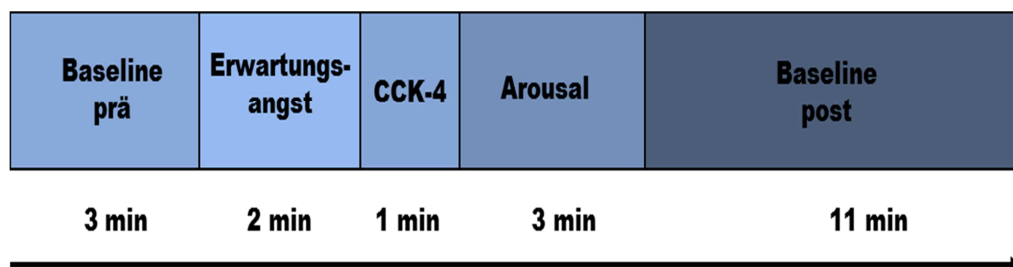 Baseline
prä
Erwartungs-
angst
CCK-4
Arousal
Baseline
post
3 min
2 min
1 min
3 min
11 min